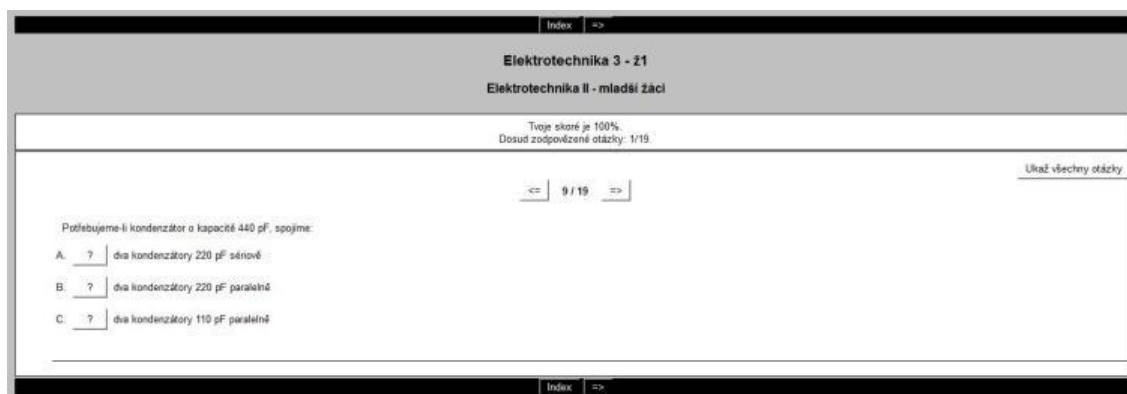 Index =>
Elektrotechnika 3 - ž1
Elektrotechnika II - mladší žáci
Tvoje skoré je 100%.
Dosud zodpovězené otázky: 1/19.
Ukaž všechny otázky
<= 9 / 19 =>
Potřebujeme-li kondenzátor o kapacitě 440 pF, spojíme:
A. ? dva kondenzátory 220 pF sériově
B. ? dva kondenzátory 220 pF paralelně
C. ? dva kondenzátory 110 pF paralelně
Index =>